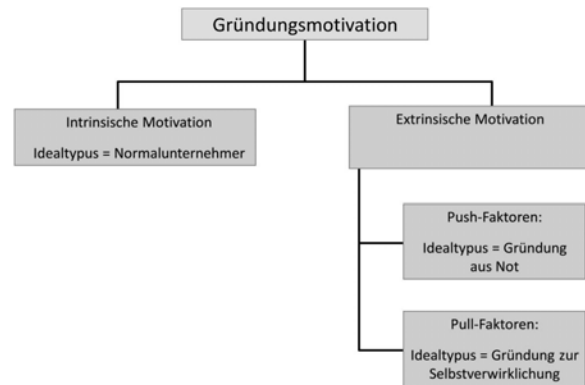 Gründungsmotivation
Intrinsische Motivation
Idealtypus = Normalunternehmer
Extrinsische Motivation
Push-Faktoren:
Idealtypus = Gründung
aus Not
Pull-Faktoren:
Idealtypus = Gründung zur
Selbstverwirklichung